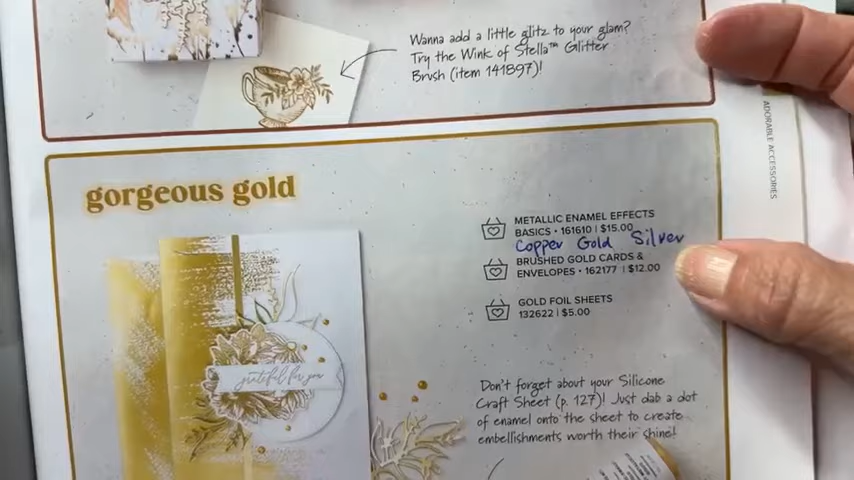 Wanna add a little glitz to your glam?
Try the Wink of Stella™ Glitter
Brush (item 141897)!
ADORABLE ACCESSORIES
gorgeous gold
METALLIC ENAMEL EFFECTS
BASICS • 161610 | $15.00
Copper Gold Silver
BRUSHED GOLD CARDS &
ENVELOPES • 162177 | $12.00
GOLD FOIL SHEETS
132622 | $5.00
grateful for you
Don't forget about your Silicone
Craft Sheet (p. 127)! Just dab a dot
of enamel onto the sheet to create
embellishments worth their shine!